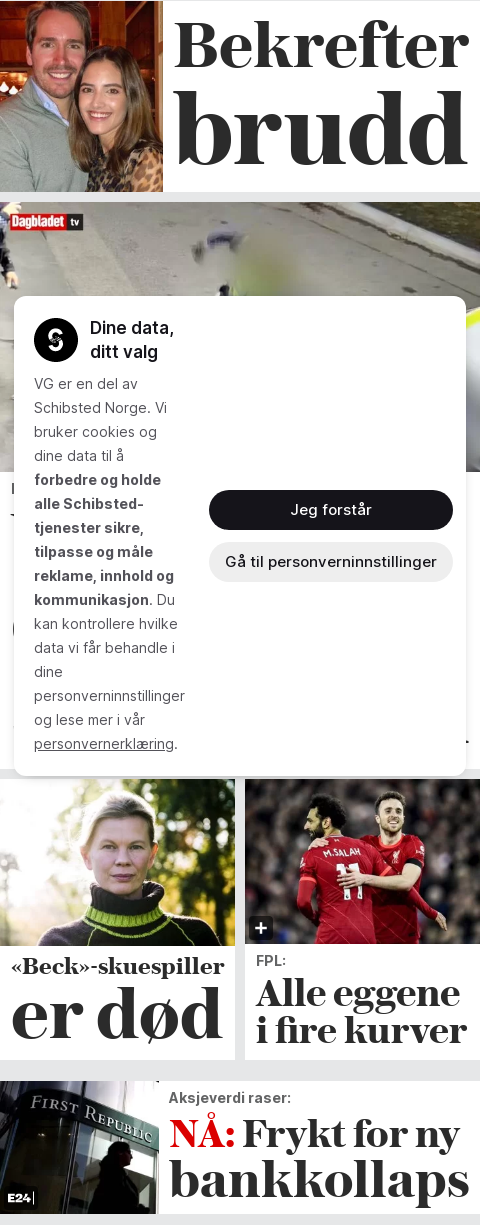 Bekrefter
brudd
Dagbladet tv
Dine data,
ditt valg
VG er en del av
Schibsted Norge. Vi
bruker cookies og
dine data til å
forbedre og holde
alle Schibsted-
tjenester sikre,
tilpasse og måle
reklame, innhold og
kommunikasjon. Du
kan kontrollere hvilke
data vi får behandle i
dine
personverninnstillinger
og lese mer i vår
personvernerklæring.
Jeg forstår
Gå til personverninnstillinger
«Beck»-skuespiller
er død
M.SALAH
11
FPL:
Alle eggene
i fire kurver
FIRST REPUBLIC
E24
Aksjeverdi raser:
NÅ: Frykt for ny
bankkollaps